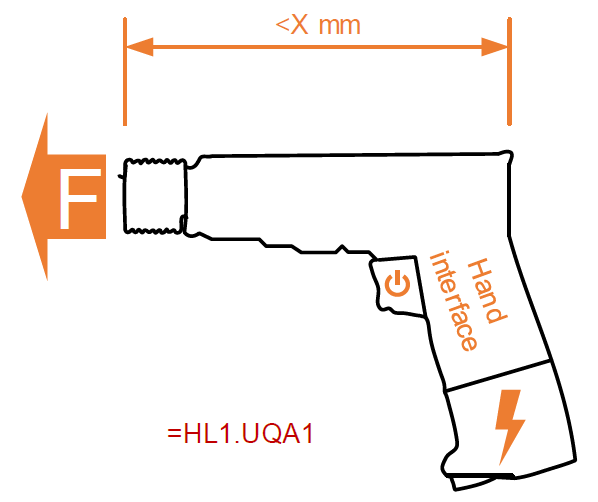 <X mm
F
Hand
interface
=HL1.UQA1